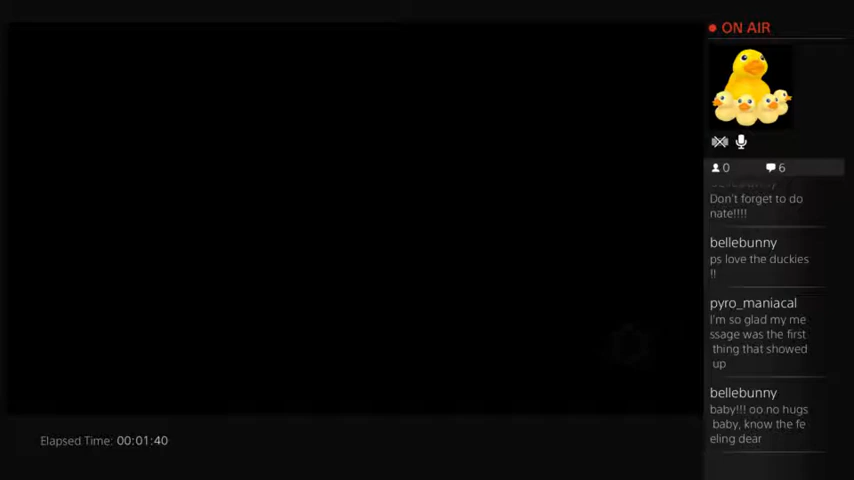 ON AIR
0 6
Don't forget to do
nate!!!!
bellebunny
ps love the duckies
!!
pyro_maniacal
I'm so glad my me
ssage was the first
thing that showed
up
bellebunny
baby!!! oo no hugs
baby, know the fe
eling dear
Elapsed Time: 00:01:40